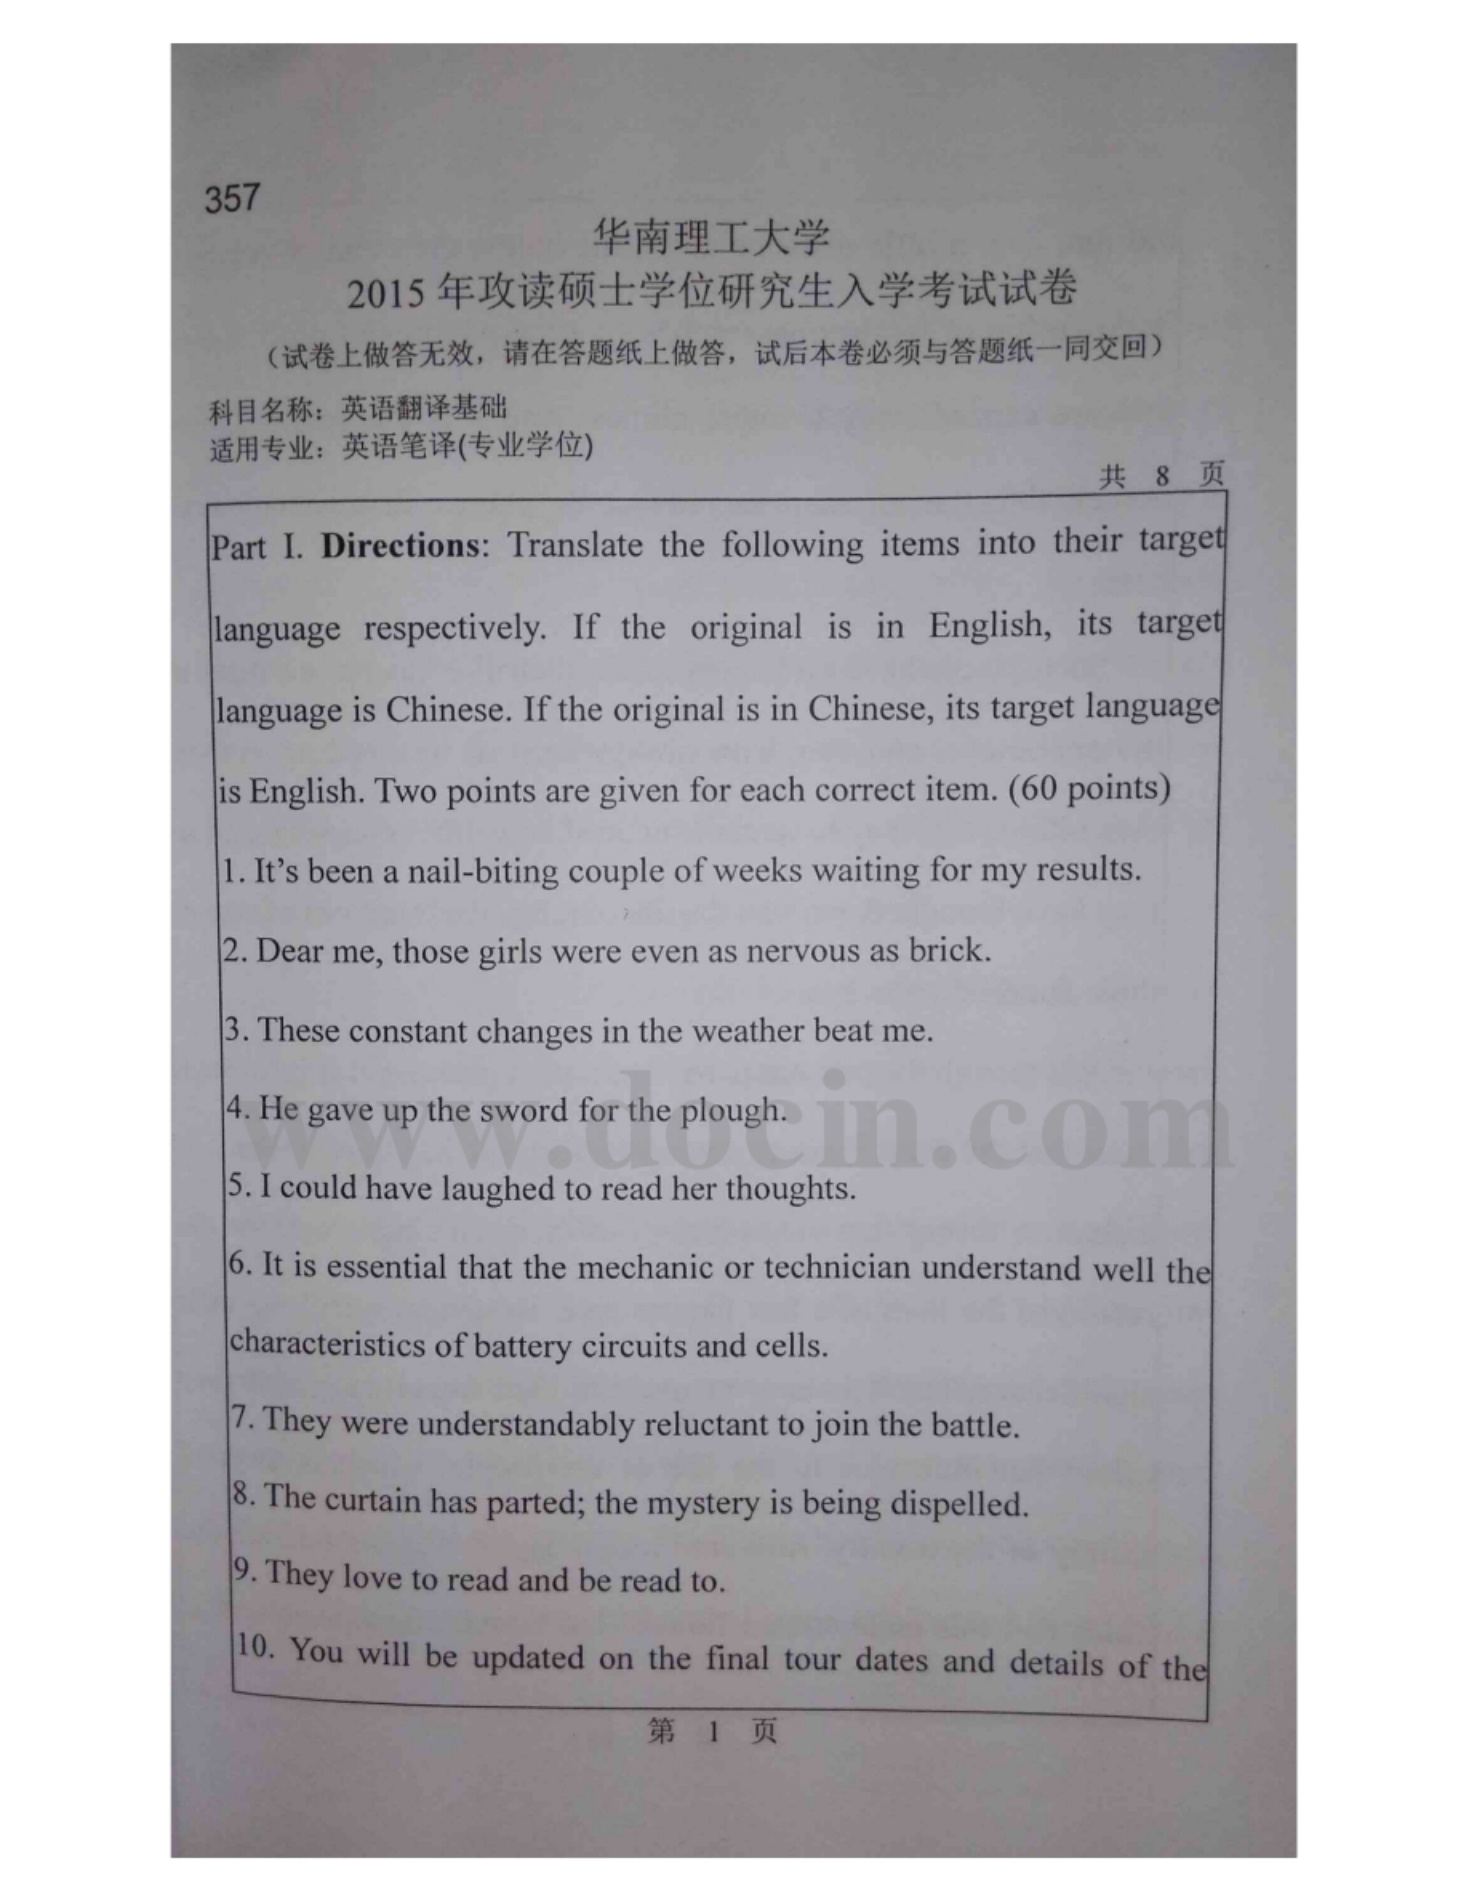 357
华南理工大学
2015 年攻读硕士学位研究生入学考试试卷
（试卷上做答无效，请在答题纸上做答，试后本卷必须与答题纸一同交回）
科目名称：英语翻译基础
适用专业：英语笔译(专业学位)
共 8 页
Part I. Directions: Translate the following items into their target
language respectively. If the original is in English, its target
language is Chinese. If the original is in Chinese, its target language
is English. Two points are given for each correct item. (60 points)
1. It’s been a nail-biting couple of weeks waiting for my results.
2. Dear me, those girls were even as nervous as brick.
3. These constant changes in the weather beat me.
4. He gave up the sword for the plough.
www.docin.com
5. I could have laughed to read her thoughts.
6. It is essential that the mechanic or technician understand well the
characteristics of battery circuits and cells.
7. They were understandably reluctant to join the battle.
8. The curtain has parted; the mystery is being dispelled.
9. They love to read and be read to.
10. You will be updated on the final tour dates and details of the
第 1 页